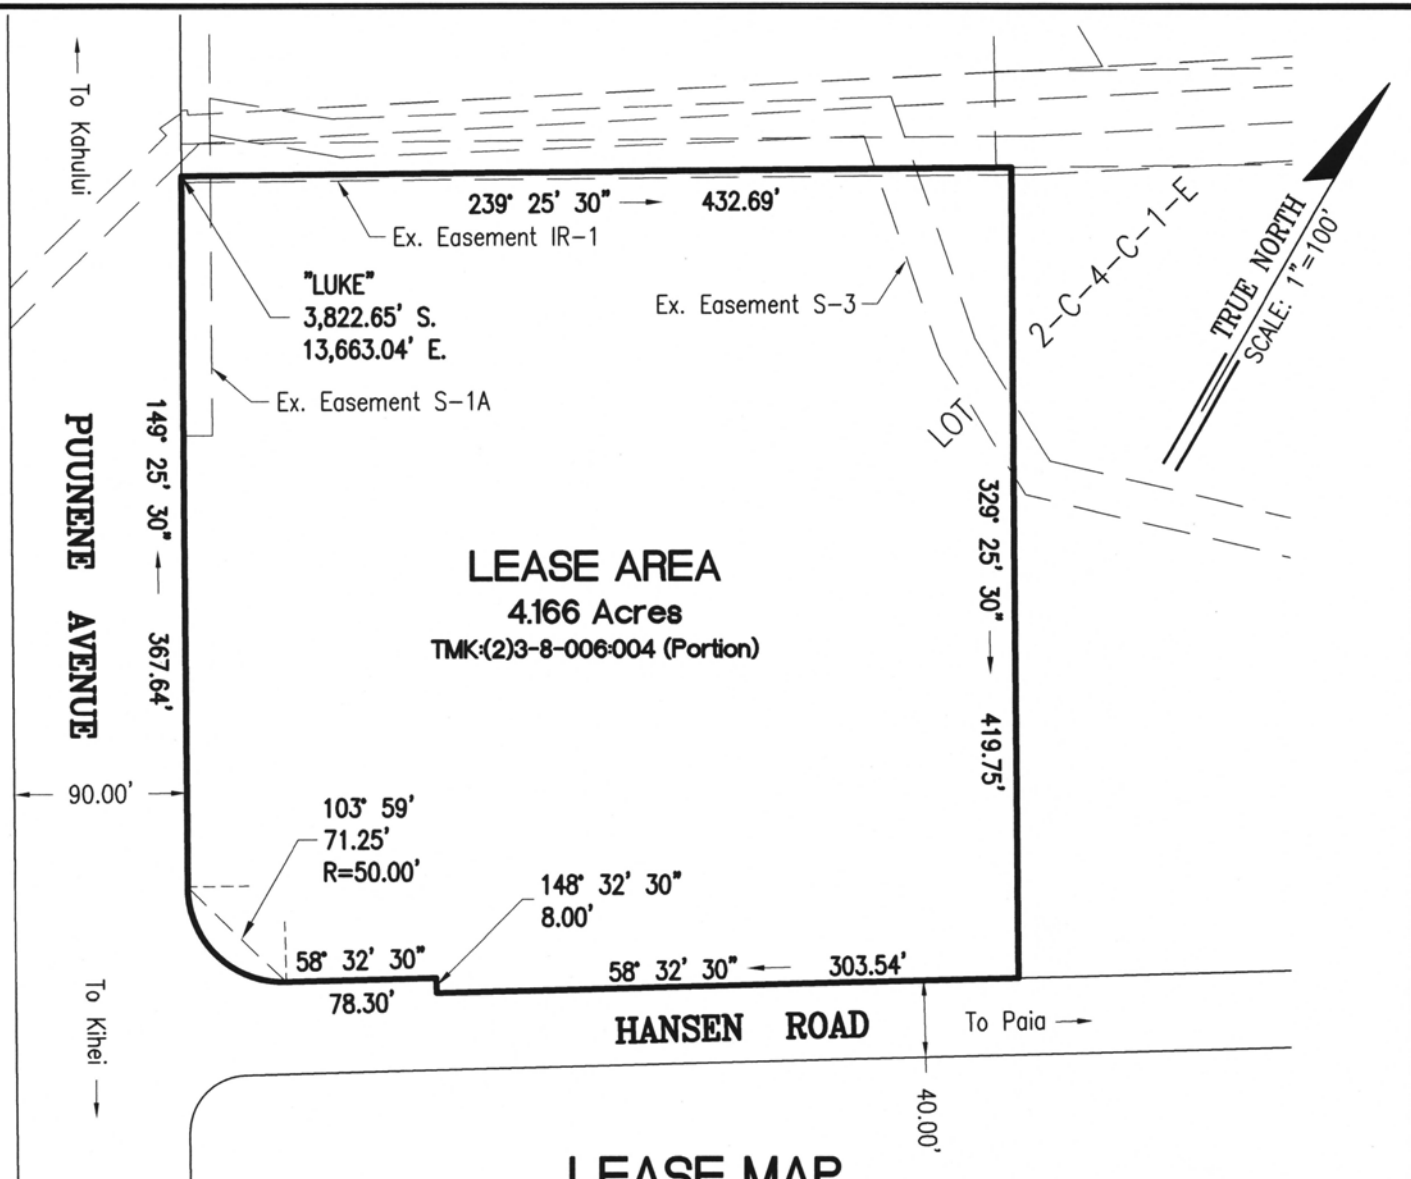 To Kahului
239° 25' 30" 432.69'
Ex. Easement IR-1
"LUKE"
3,822.65' S.
13,663.04' E.
Ex. Easement S-3
Ex. Easement S-1A
LOT 2-C-4-C-1-E
TRUE NORTH
SCALE: 1"=100'
PUUNENE AVENUE
149° 25' 30" 367.64'
LEASE AREA
4.166 Acres
TMK:(2)3-8-006:004 (Portion)
329° 25' 30" 419.75'
90.00'
103° 59'
71.25'
R=50.00'
148° 32' 30"
8.00'
58° 32' 30"
78.30'
58° 32' 30" 303.54'
To Kihei
HANSEN ROAD
To Paia
40.00'
LEASE MAP